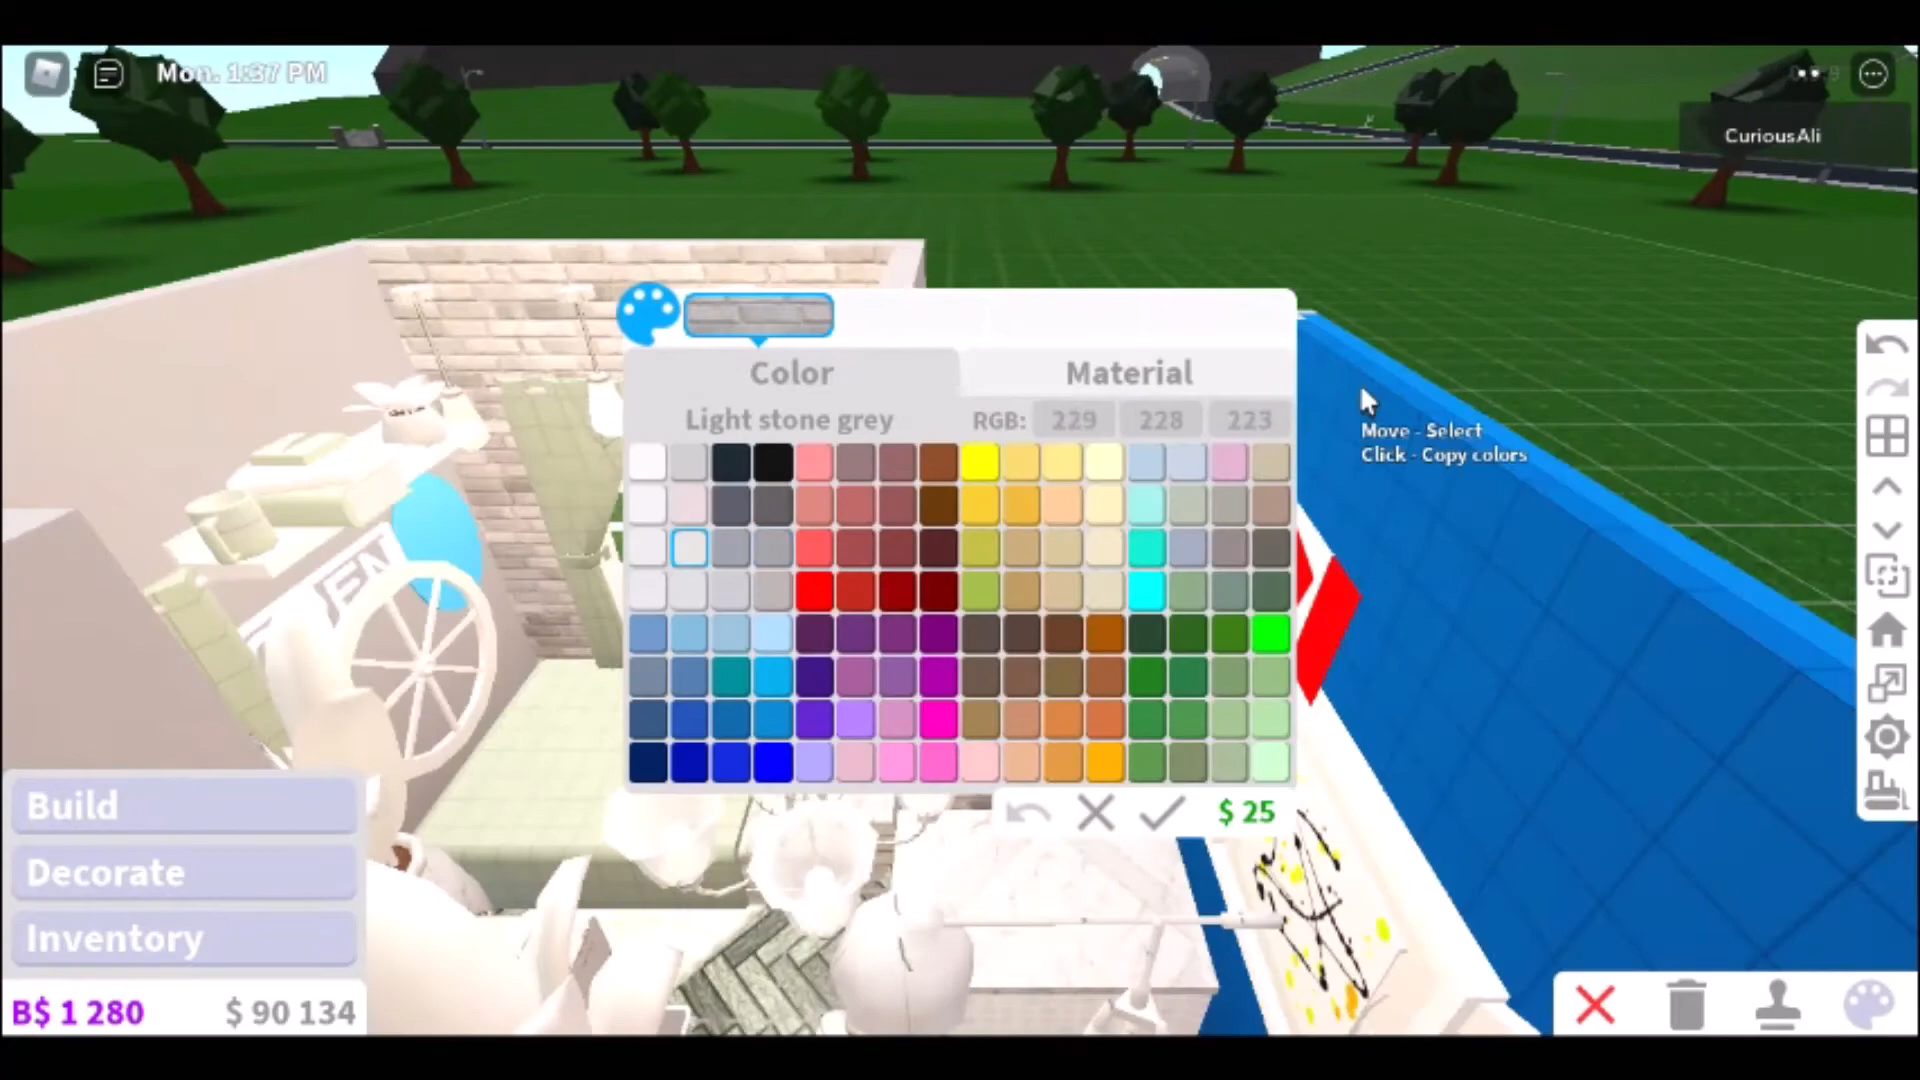 Mon. 1:37 PM
CuriousAli
Color
Material
Light stone grey
RGB: 229 228 223
Move - Select
Click - Copy colors
EN
Build
Decorate
Inventory
$ 25
B$ 1 280
$ 90 134